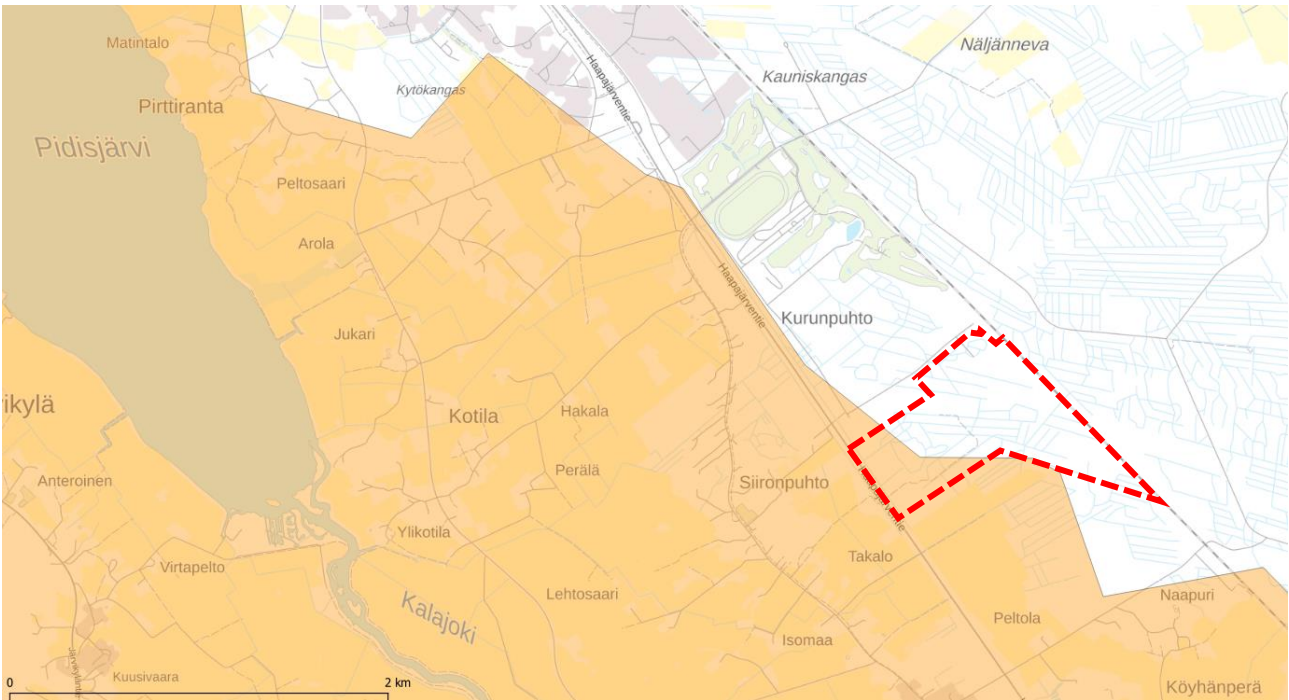 Matintalo
Näljänneva
Haapajärventie
Kauniskangas
Kytökangas
Pirttiranta
Pidisjärvi
Peltosaari
Arola
Haapajärventie
Kurunpuhto
Jukari
ikylä
Kotila
Hakala
Perälä
Anteroinen
Siironpuhto
Ylikotila
Takalo
Virtapelto
Lehtosaari
Kalajoki
Naapuri
Peltola
Isomaa
Järvikyläntie
Kuusivaara
Köyhänperä
0 2 km